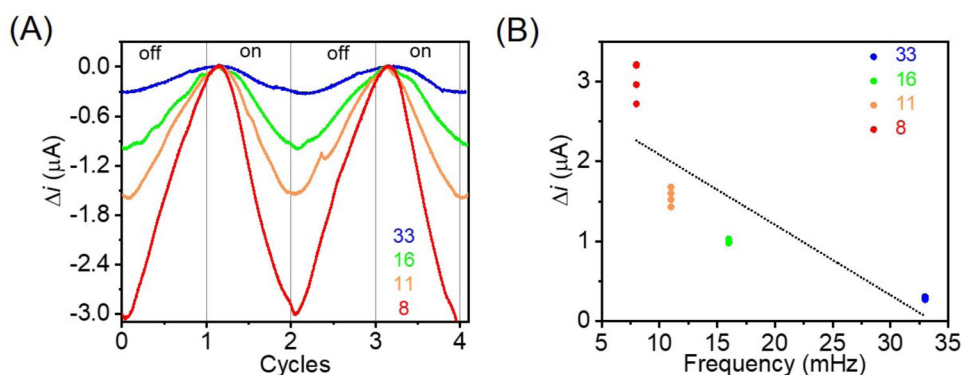 (A)
off on off on
0.0
-0.6
-1.2
-1.8
-2.4
-3.0
Δi (μA)
33
16
11
8
0 1 2 3 4
Cycles
(B)
33
16
11
8
3
2
1
0
Δi (μA)
5 10 15 20 25 30 35
Frequency (mHz)